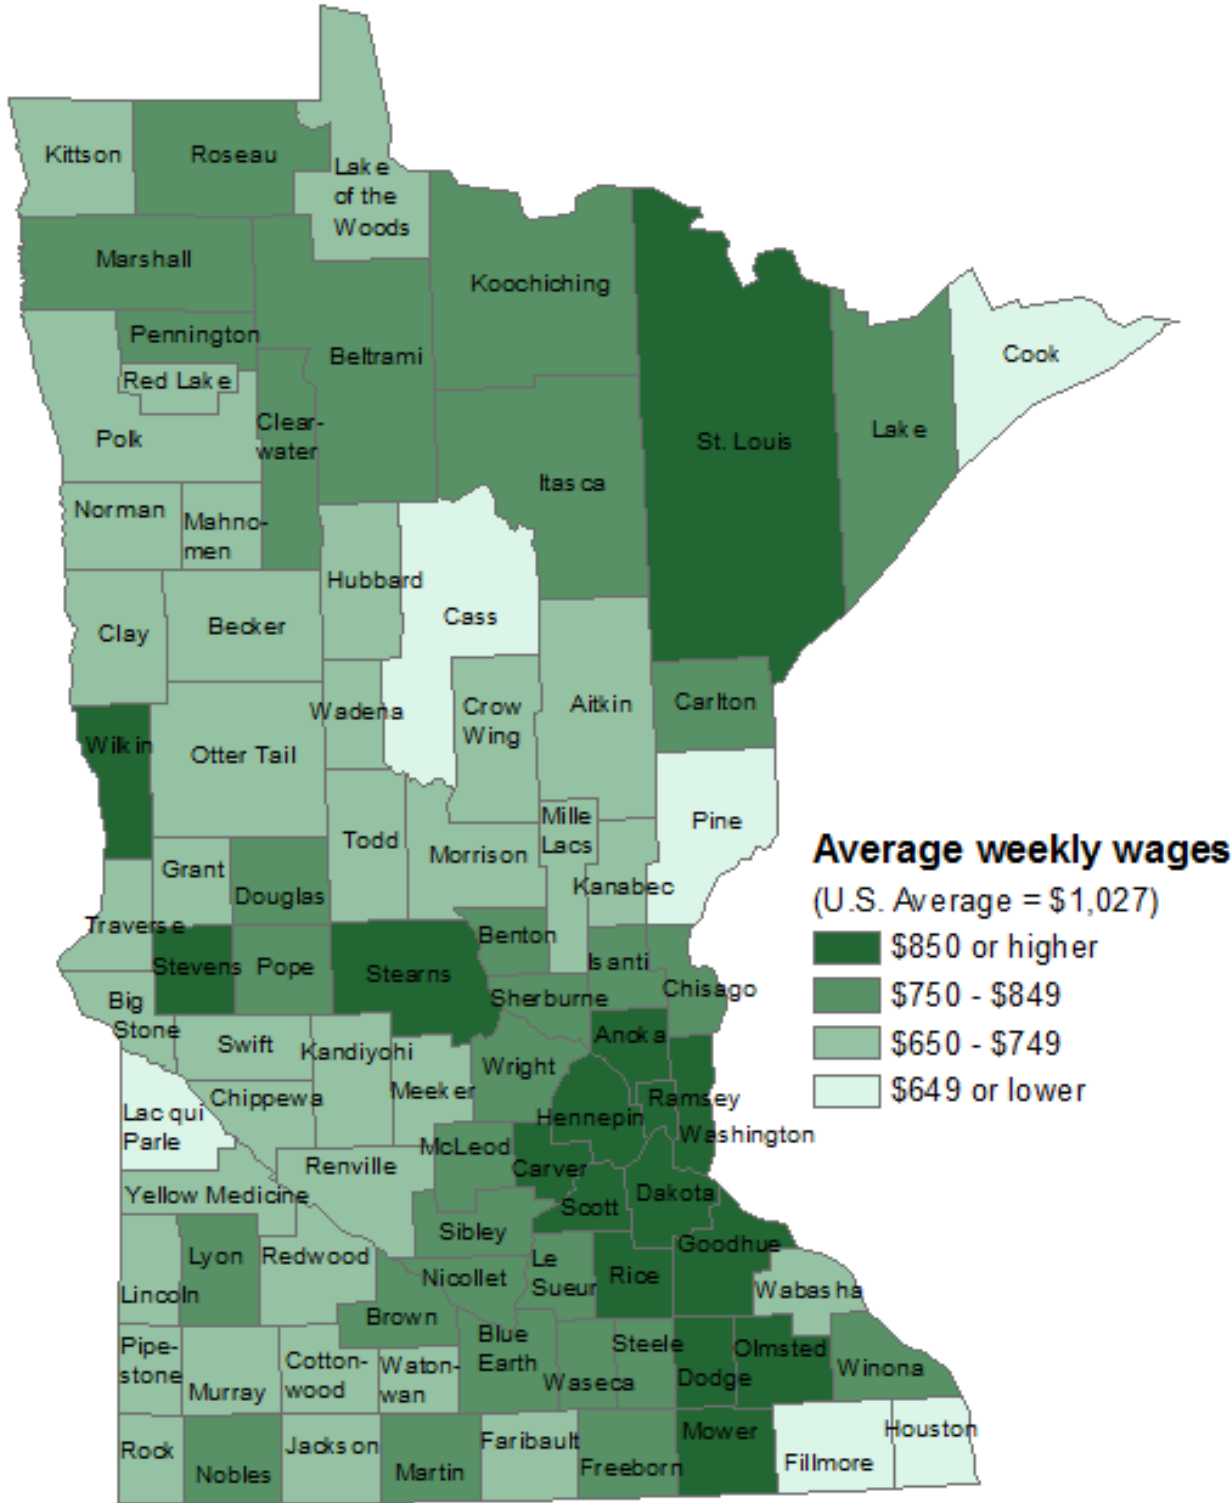 Kittson
Roseau
Lake
of the
Woods
Marshall
Koochiching
Pennington
Beltrami
Cook
Red Lake
Clear-
water
Polk
St. Louis
Lake
Itasca
Norman
Mahno-
men
Hubbard
Cass
Clay
Becker
Wadena
Crow
Wing
Aitkin
Carlton
Wilkin
Otter Tail
Mille
Lacs
Pine
Todd
Morrison
Grant
Kanabec
Douglas
Traverse
Benton
Stevens
Pope
Stearns
Isanti
Chisago
Sherburne
Big
Stone
Swift
Kandiyohi
Anoka
Wright
Meeker
Chippewa
Ramsey
Hennepin
Washington
Lac qui
Parle
McLeod
Renville
Carver
Yellow Medicine
Scott
Dakota
Sibley
Lyon
Redwood
Goodhue
Lincoln
Nicollet
Le
Sueur
Rice
Wabasha
Brown
Pipe-
stone
Murray
Cotton-
wood
Waton-
wan
Blue
Earth
Waseca
Steele
Dodge
Olmsted
Winona
Rock
Nobles
Jackson
Martin
Faribault
Freeborn
Mower
Fillmore
Houston
Average weekly wages
(U.S. Average = $1,027)
$850 or higher
$750 - $849
$650 - $749
$649 or lower